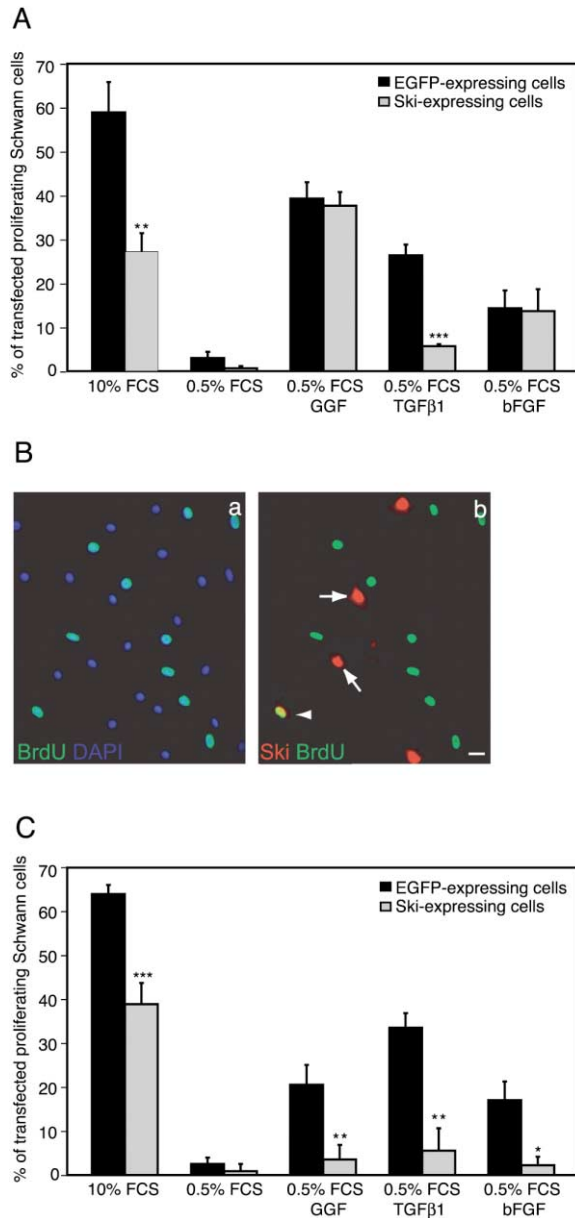 A
% of transfected proliferating Schwann cells
70
60
50
40
30
20
10
0
EGFP-expressing cells
Ski-expressing cells
**
***
10% FCS 0.5% FCS 0.5% FCS 0.5% FCS 0.5% FCS
GGF TGFβ1 bFGF
B
a
BrdU DAPI
b
Ski BrdU
C
% of transfected proliferating Schwann cells
70
60
50
40
30
20
10
0
EGFP-expressing cells
Ski-expressing cells
***
**
**
*
10% FCS 0.5% FCS 0.5% FCS 0.5% FCS 0.5% FCS
GGF TGFβ1 bFGF